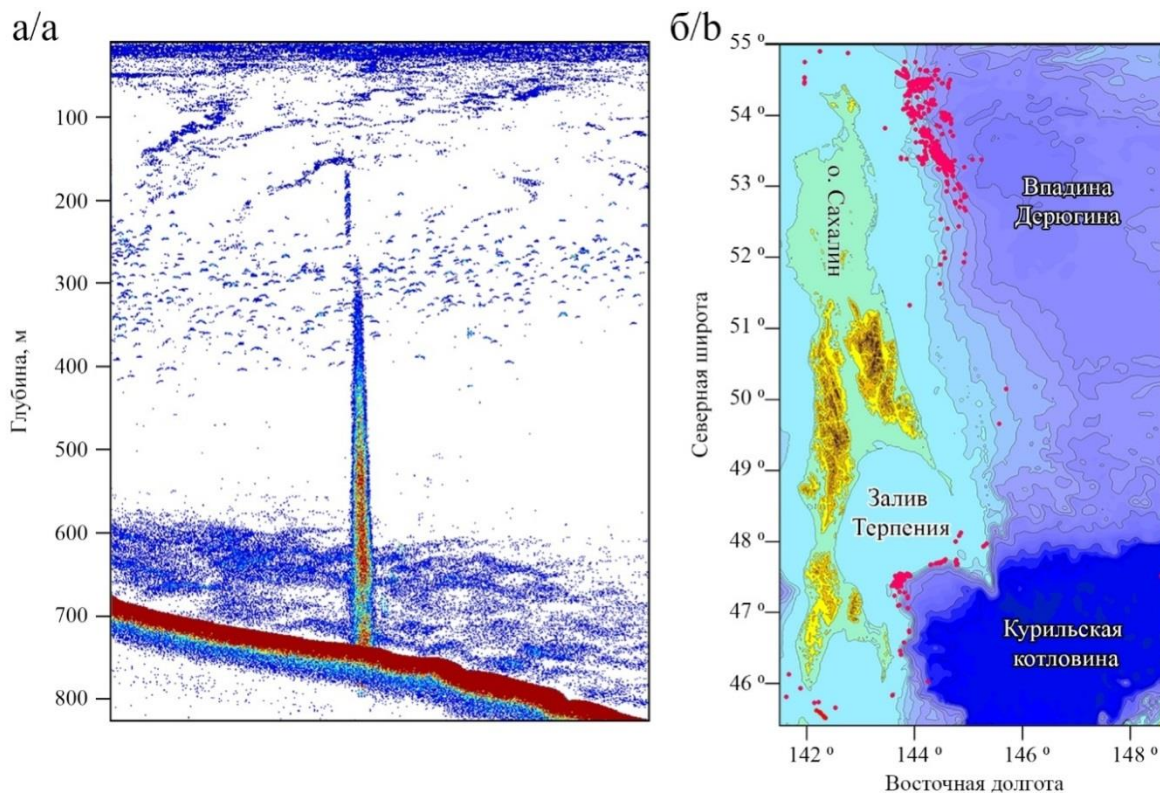 а/a
100
200
300
400
500
600
700
800
Глубина, м
б/b
55 º
54 º
53 º
52 º
51 º
50 º
49 º
48 º
47 º
46 º
Северная широта
о. Сахалин
Впадина
Дерюгина
Залив
Терпения
Курильская
котловина
142 º
144 º
146 º
148 º
Восточная долгота